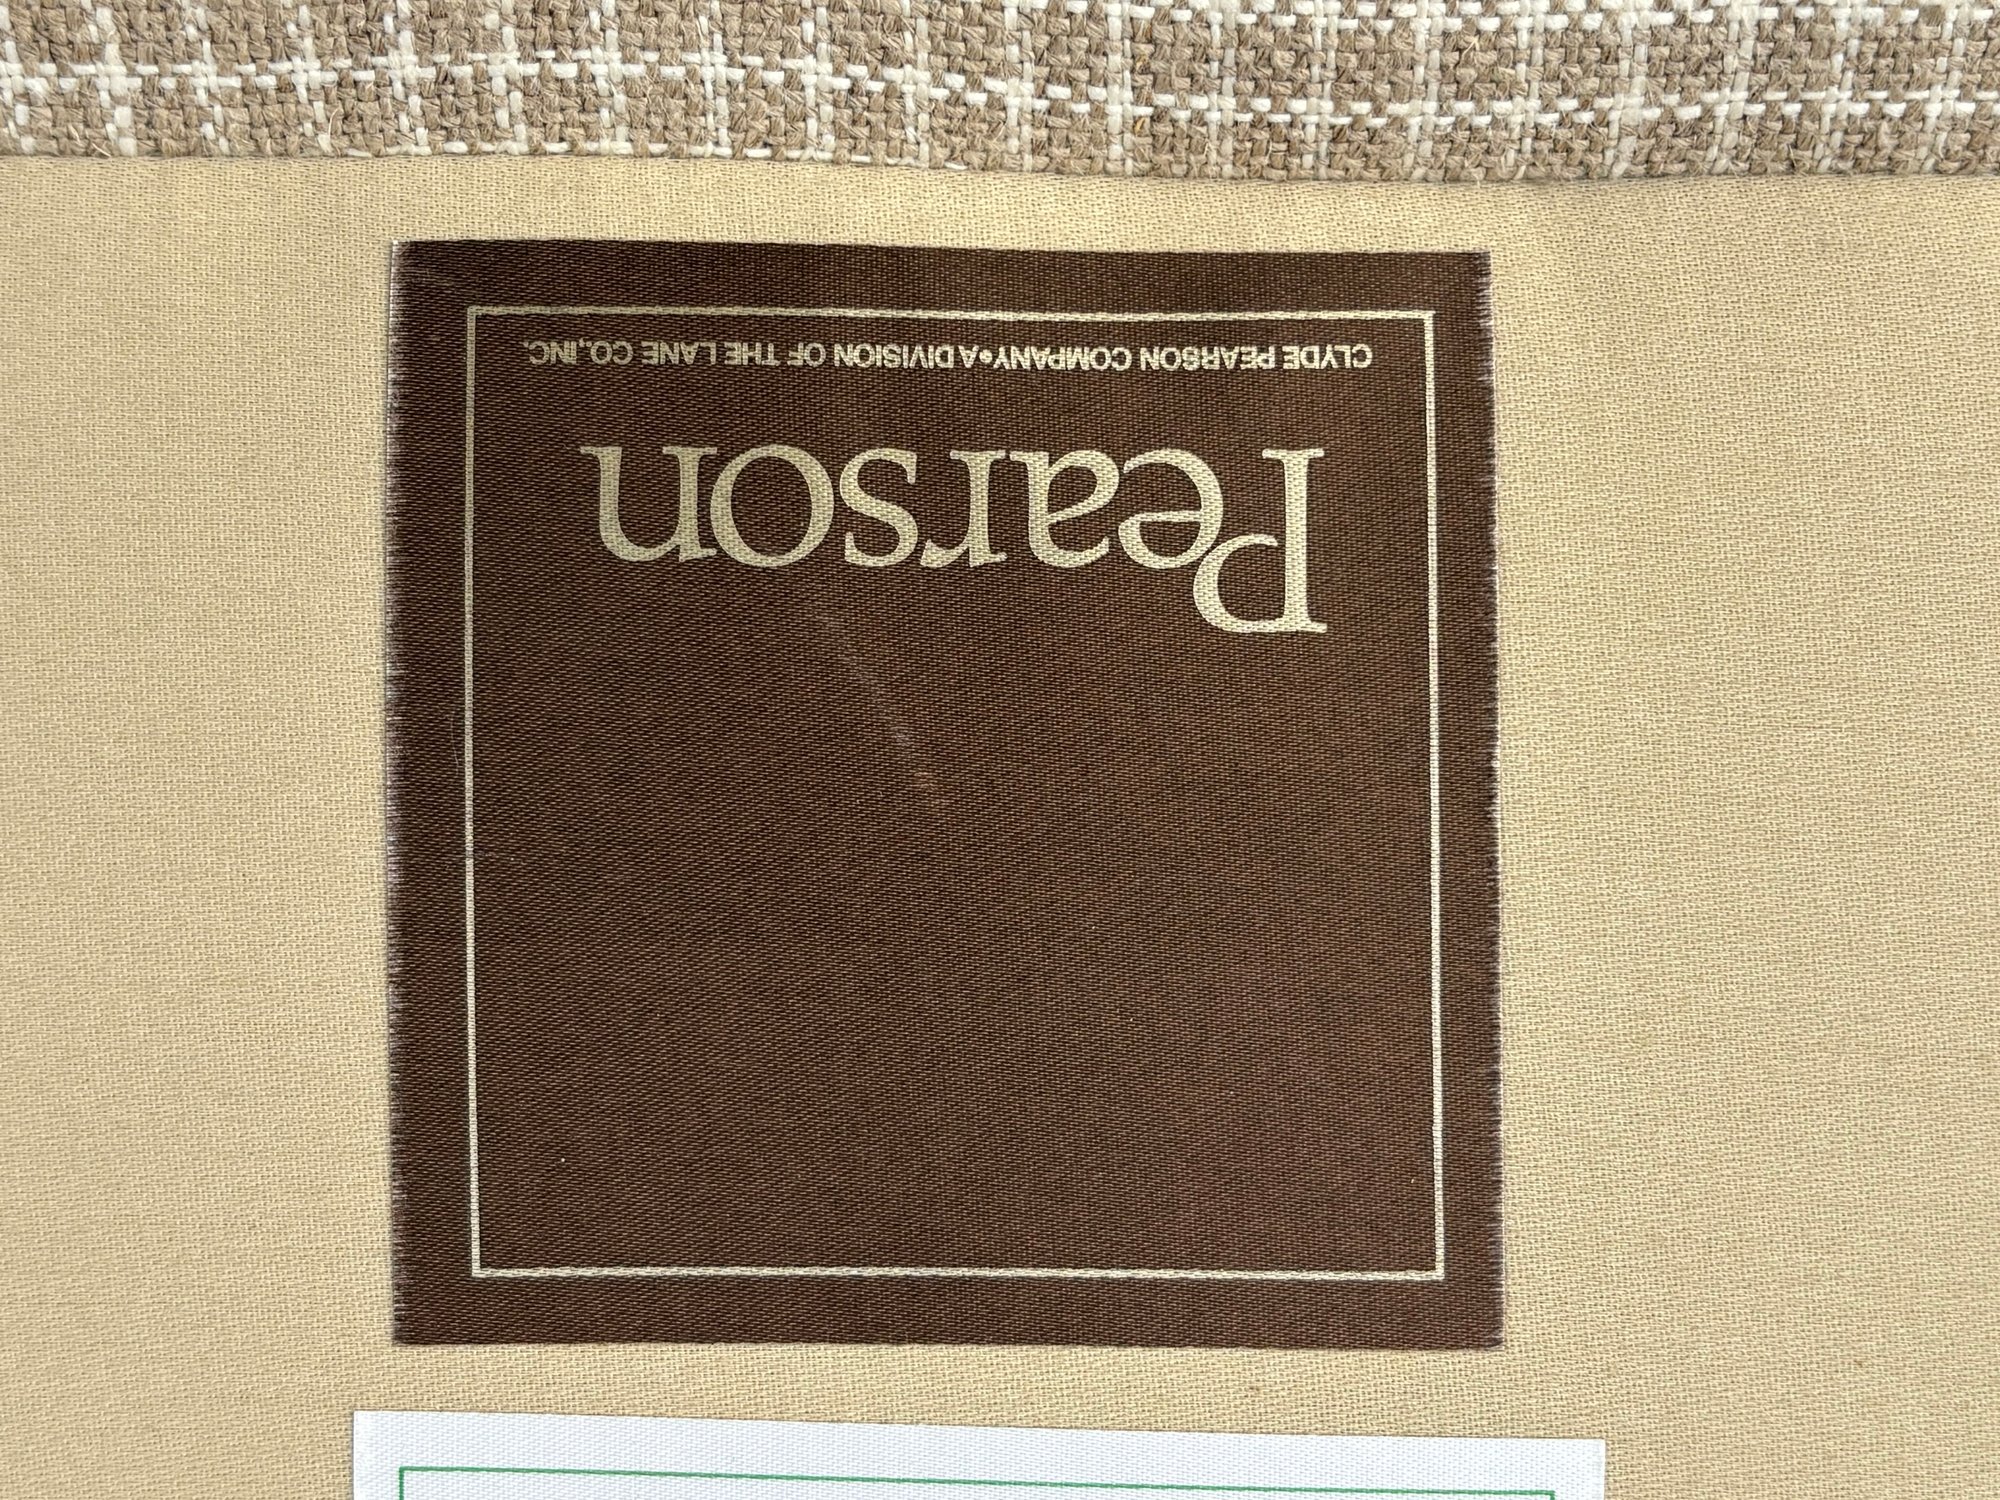 Pearson
CLYDE PEARSON COMPANY•A DIVISION OF THE LANE CO.,INC.